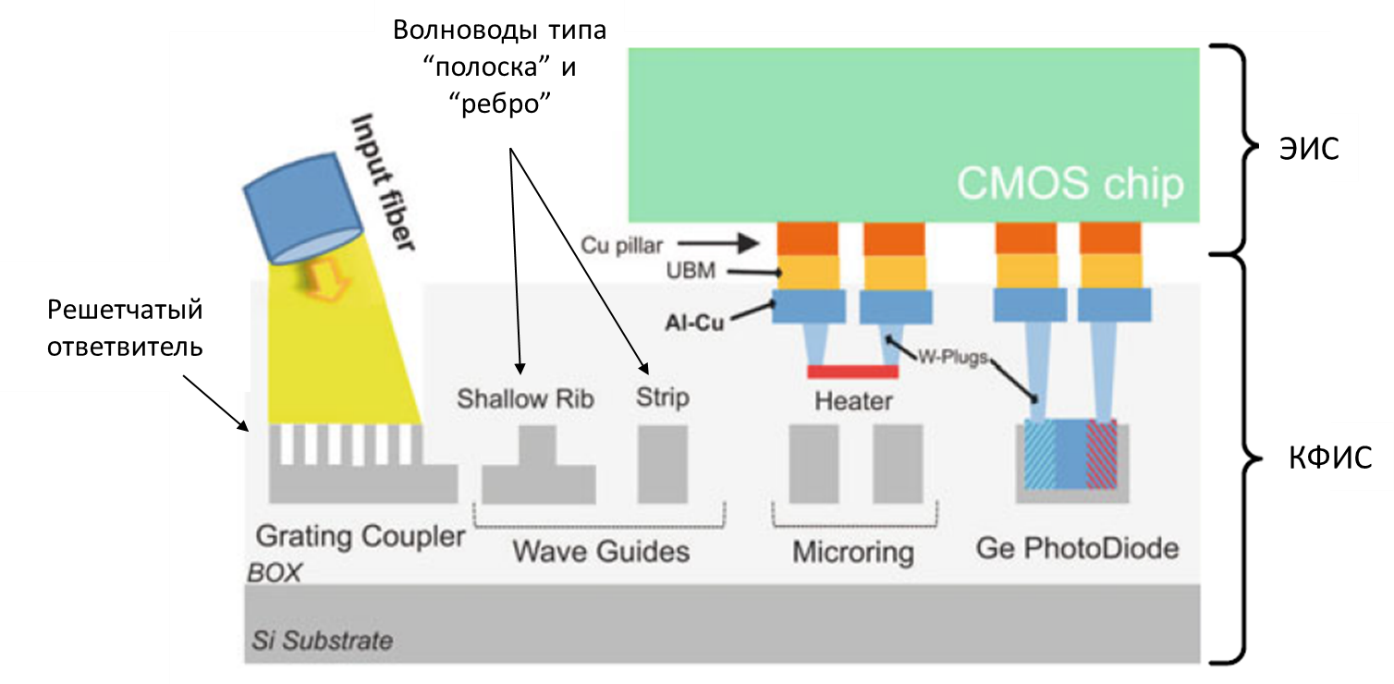 Волноводы типа
“полоска” и
“ребро”
Input fiber
CMOS chip
ЭИС
Cu pillar
UBM
Al-Cu
W-Plugs
Решетчатый
ответвитель
Shallow Rib
Strip
Heater
КФИС
Grating Coupler
Wave Guides
Microring
Ge PhotoDiode
BOX
Si Substrate